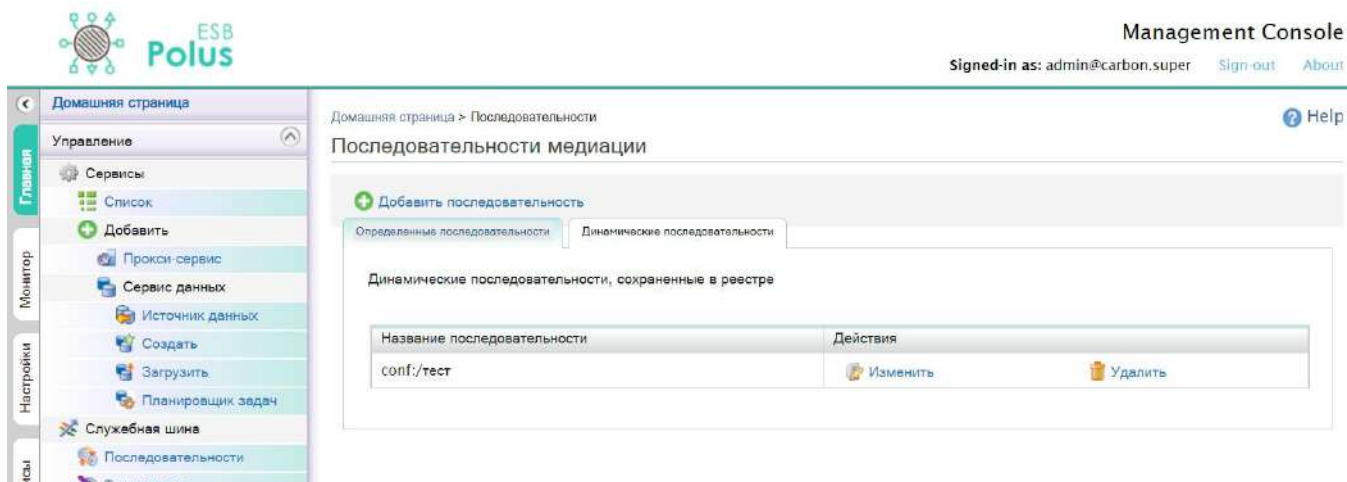 ESB
Polus
Management Console
Signed-in as: admin@carbon.super Sign-out About
Домашняя страница
Управление
Сервисы
Список
Добавить
Прокси-сервис
Сервис данных
Источник данных
Создать
Загрузить
Планировщик задач
Служебная шина
Последовательности
Главная
Монитор
Настройки
Домашняя страница > Последовательности
Help
Последовательности медиации
Добавить последовательность
Определенные последовательности Динамические последовательности
Динамические последовательности, сохраненные в реестре
Название последовательности Действия
conf:/тест Изменить Удалить